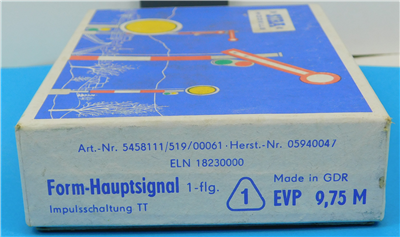 Art.-Nr. 5458111/519/00061 · Herst.-Nr. 05940047
ELN 18230000
Form-Hauptsignal 1-flg.
Impulsschaltung TT
1
Made in GDR
EVP 9,75 M